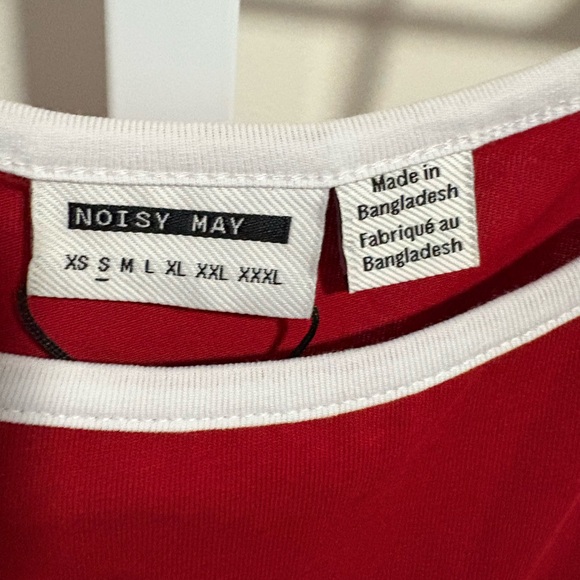 NOISY MAY
XS S M L XL XXL XXXL
Made in
Bangladesh
Fabriqué au
Bangladesh